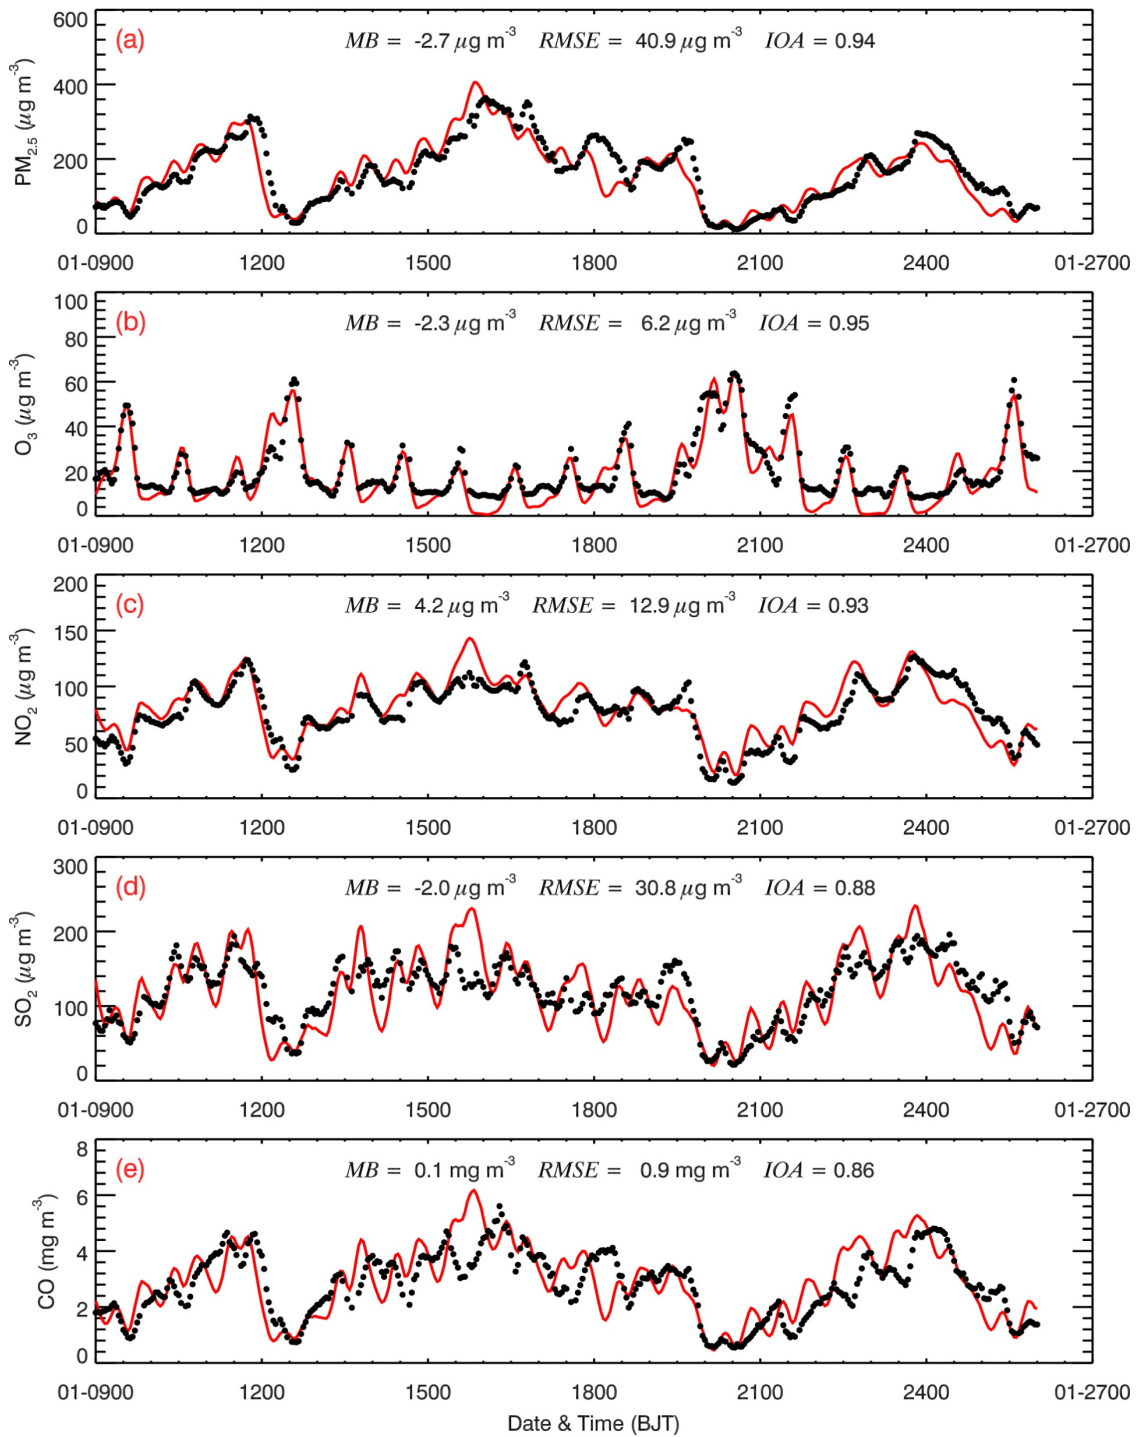 (a) MB = -2.7 μg m-3 RMSE = 40.9 μg m-3 IOA = 0.94
PM2.5 (μg m-3)
600
400
200
0
01-0900 1200 1500 1800 2100 2400 01-2700
(b) MB = -2.3 μg m-3 RMSE = 6.2 μg m-3 IOA = 0.95
O3 (μg m-3)
100
80
60
40
20
0
01-0900 1200 1500 1800 2100 2400 01-2700
(c) MB = 4.2 μg m-3 RMSE = 12.9 μg m-3 IOA = 0.93
NO2 (μg m-3)
200
150
100
50
0
01-0900 1200 1500 1800 2100 2400 01-2700
(d) MB = -2.0 μg m-3 RMSE = 30.8 μg m-3 IOA = 0.88
SO2 (μg m-3)
300
200
100
0
01-0900 1200 1500 1800 2100 2400 01-2700
(e) MB = 0.1 mg m-3 RMSE = 0.9 mg m-3 IOA = 0.86
CO (mg m-3)
8
6
4
2
0
01-0900 1200 1500 1800 2100 2400 01-2700
Date & Time (BJT)